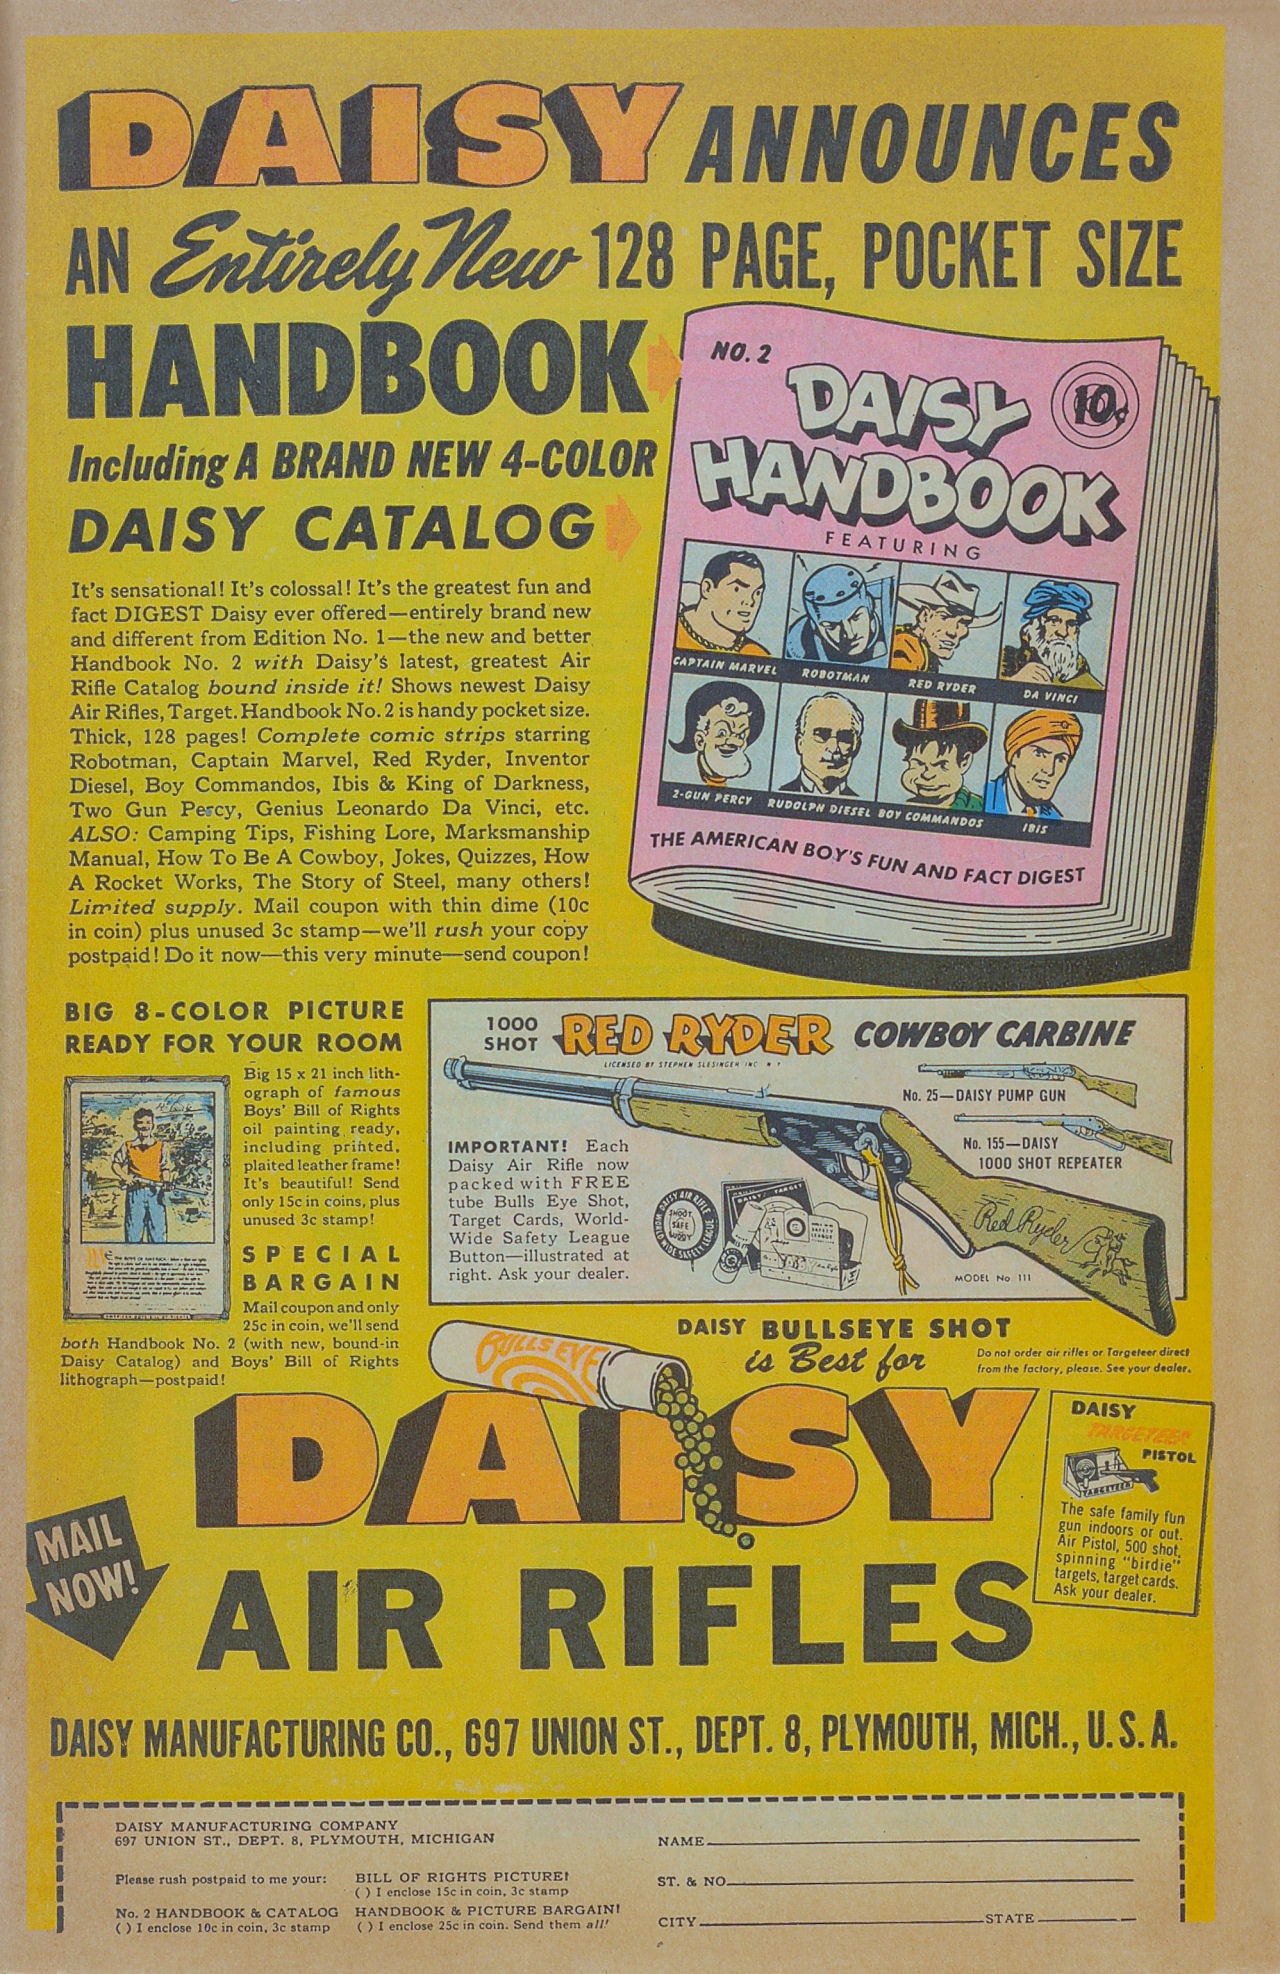 DAISY ANNOUNCES
AN Entirely New 128 PAGE, POCKET SIZE
HANDBOOK
Including A BRAND NEW 4-COLOR
DAISY CATALOG
It's sensational! It's colossal! It's the greatest fun and
fact DIGEST Daisy ever offered—entirely brand new
and different from Edition No. 1—the new and better
Handbook No. 2 with Daisy's latest, greatest Air
Rifle Catalog bound inside it! Shows newest Daisy
Air Rifles, Target. Handbook No. 2 is handy pocket size.
Thick, 128 pages! Complete comic strips starring
Robotman, Captain Marvel, Red Ryder, Inventor
Diesel, Boy Commandos, Ibis & King of Darkness,
Two Gun Percy, Genius Leonardo Da Vinci, etc.
ALSO: Camping Tips, Fishing Lore, Marksmanship
Manual, How To Be A Cowboy, Jokes, Quizzes, How
A Rocket Works, The Story of Steel, many others!
Limited supply. Mail coupon with thin dime (10c
in coin) plus unused 3c stamp—we'll rush your copy
postpaid! Do it now—this very minute—send coupon!
NO. 2
10¢
DAISY
HANDBOOK
FEATURING
CAPTAIN MARVEL
ROBOTMAN
RED RYDER
DA VINCI
2-GUN PERCY
RUDOLPH DIESEL
BOY COMMANDOS
IBIS
THE AMERICAN BOY'S FUN AND FACT DIGEST
BIG 8-COLOR PICTURE
READY FOR YOUR ROOM
Big 15 x 21 inch lith-
ograph of famous
Boys' Bill of Rights
oil painting ready,
including printed,
plaited leather frame!
It's beautiful! Send
only 15c in coins, plus
unused 3c stamp!
SPECIAL
BARGAIN
Mail coupon and only
25c in coin, we'll send
both Handbook No. 2 (with new, bound-in
Daisy Catalog) and Boys' Bill of Rights
lithograph—postpaid!
1000
SHOT
RED RYDER COWBOY CARBINE
LICENSED BY STEPHEN SLESINGER INC N Y
No. 25—DAISY PUMP GUN
No. 155—DAISY
1000 SHOT REPEATER
IMPORTANT! Each
Daisy Air Rifle now
packed with FREE
tube Bulls Eye Shot,
Target Cards, World-
Wide Safety League
Button—illustrated at
right. Ask your dealer.
SHOOT
SAFE
BUDDY
Red Ryder
MODEL No 111
DAISY BULLSEYE SHOT
is Best for
Do not order air rifles or Targeteer direct
from the factory, please. See your dealer.
BULLS EYE
DAISY
AIR RIFLES
DAISY
TARGETEER
PISTOL
TARGETEER
The safe family fun
gun indoors or out.
Air Pistol, 500 shot,
spinning "birdie"
targets, target cards.
Ask your dealer.
MAIL
NOW!
DAISY MANUFACTURING CO., 697 UNION ST., DEPT. 8, PLYMOUTH, MICH., U.S.A.
DAISY MANUFACTURING COMPANY
697 UNION ST., DEPT. 8, PLYMOUTH, MICHIGAN
Please rush postpaid to me your:
No. 2 HANDBOOK & CATALOG
( ) I enclose 10c in coin, 3c stamp
BILL OF RIGHTS PICTURE!
( ) I enclose 15c in coin, 3c stamp
HANDBOOK & PICTURE BARGAIN!
( ) I enclose 25c in coin. Send them all!
NAME
ST. & NO.
CITY STATE